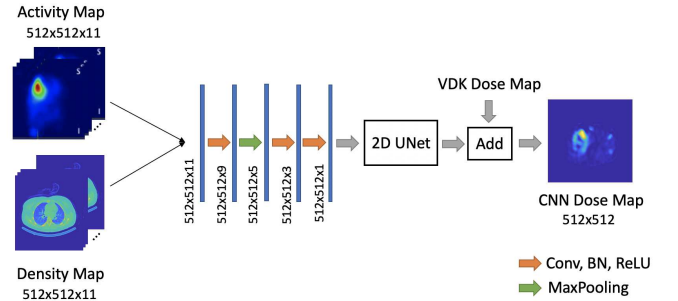 Activity Map
512x512x11
S
S
I
I
Density Map
512x512x11
512x512x11
512x512x9
512x512x5
512x512x3
512x512x1
2D UNet
VDK Dose Map
Add
CNN Dose Map
512x512
Conv, BN, ReLU
MaxPooling